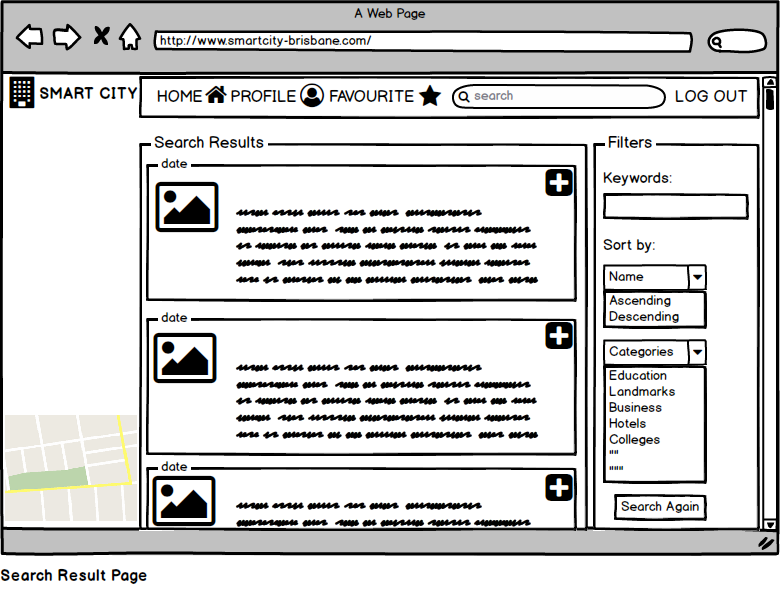 A Web Page
http://www.smartcity-brisbane.com/
SMART CITY
HOME PROFILE FAVOURITE search LOG OUT
Search Results
date
date
date
Filters
Keywords:
Sort by:
Name
Ascending
Descending
Categories
Education
Landmarks
Business
Hotels
Colleges
""
"""
Search Again
Search Result Page